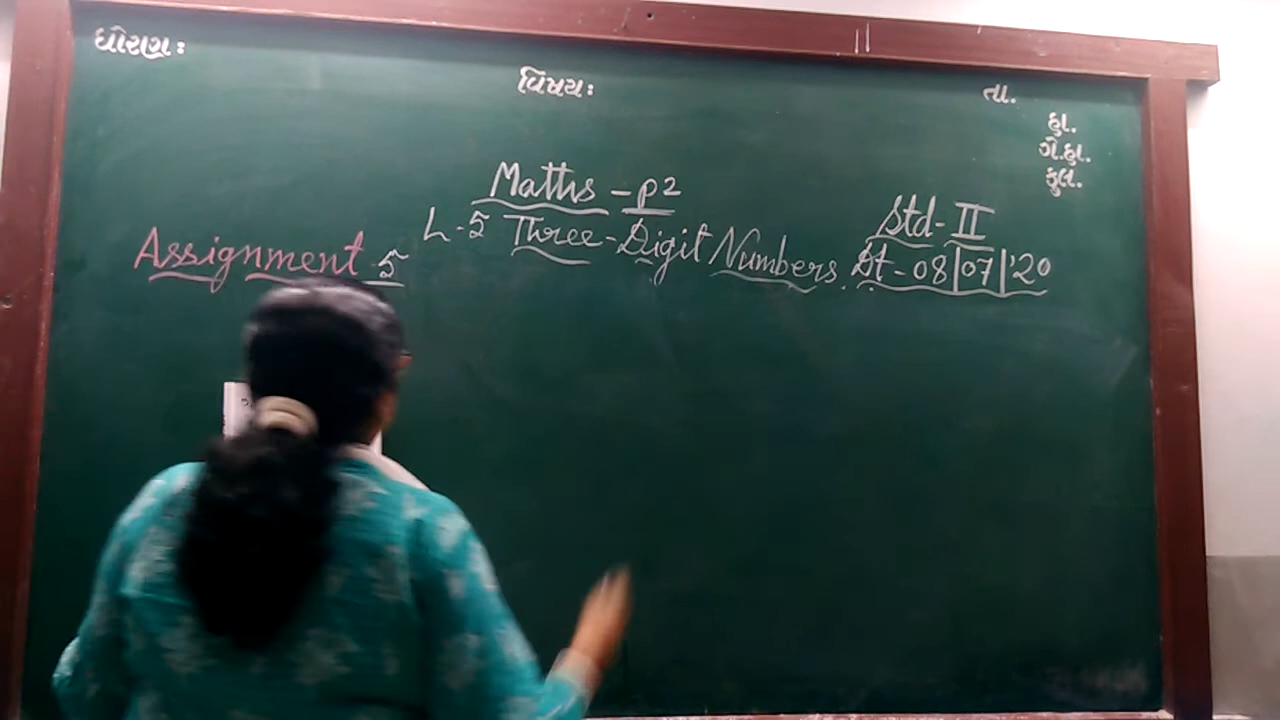 ધોરણ:
વિષય:
તા.
હા.
ગે.હા.
કુલ.
Maths - P2
Std - II
L-5 Three-Digit Numbers.
Dt - 08|07|'20
Assignment 5